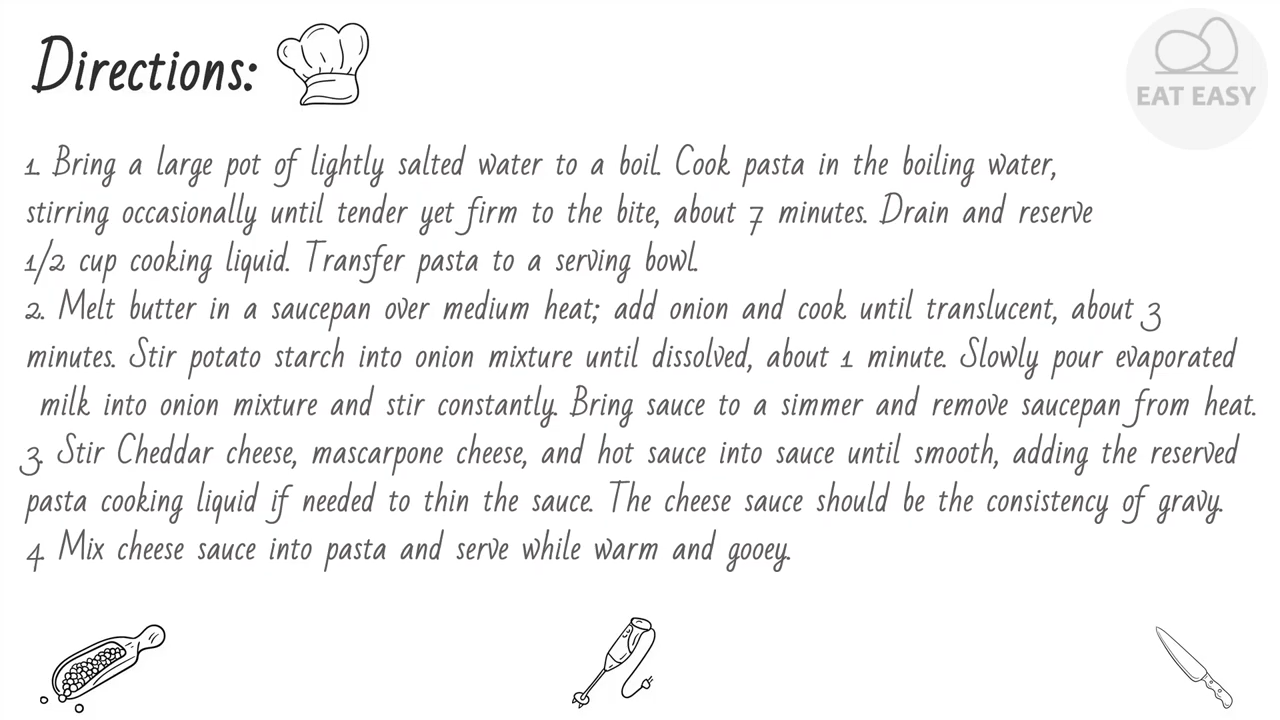 Directions:
EAT EASY
1. Bring a large pot of lightly salted water to a boil. Cook pasta in the boiling water,
stirring occasionally until tender yet firm to the bite, about 7 minutes. Drain and reserve
1/2 cup cooking liquid. Transfer pasta to a serving bowl.
2. Melt butter in a saucepan over medium heat; add onion and cook until translucent, about 3
minutes. Stir potato starch into onion mixture until dissolved, about 1 minute. Slowly pour evaporated
milk into onion mixture and stir constantly. Bring sauce to a simmer and remove saucepan from heat.
3. Stir Cheddar cheese, mascarpone cheese, and hot sauce into sauce until smooth, adding the reserved
pasta cooking liquid if needed to thin the sauce. The cheese sauce should be the consistency of gravy.
4. Mix cheese sauce into pasta and serve while warm and gooey.